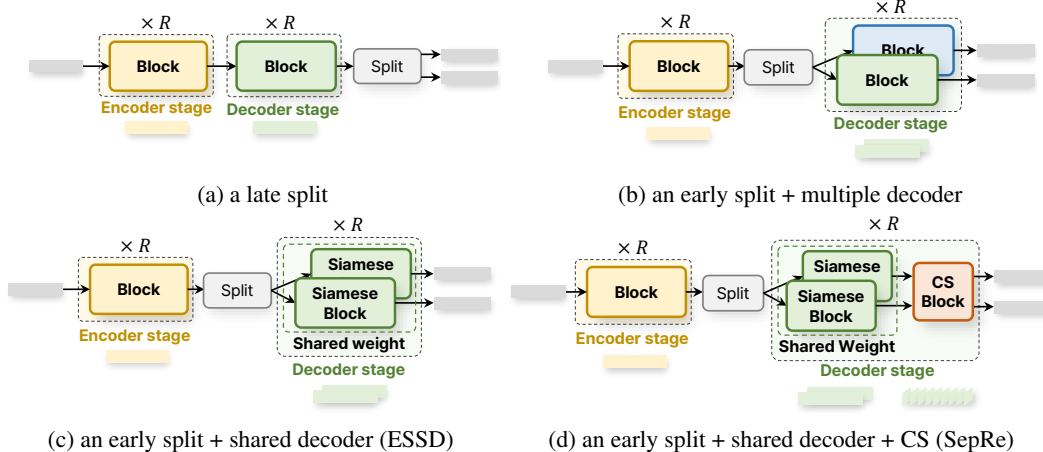 × R
× R
Block
Block
Split
Encoder stage
Decoder stage
(a) a late split
× R
× R
Block
Split
Block
Block
Encoder stage
Decoder stage
(b) an early split + multiple decoder
× R
× R
Block
Split
Siamese
Siamese
Block
Encoder stage
Shared weight
Decoder stage
(c) an early split + shared decoder (ESSD)
× R
× R
Block
Split
Siamese
Siamese
Block
CS
Block
Encoder stage
Shared Weight
Decoder stage
(d) an early split + shared decoder + CS (SepRe)